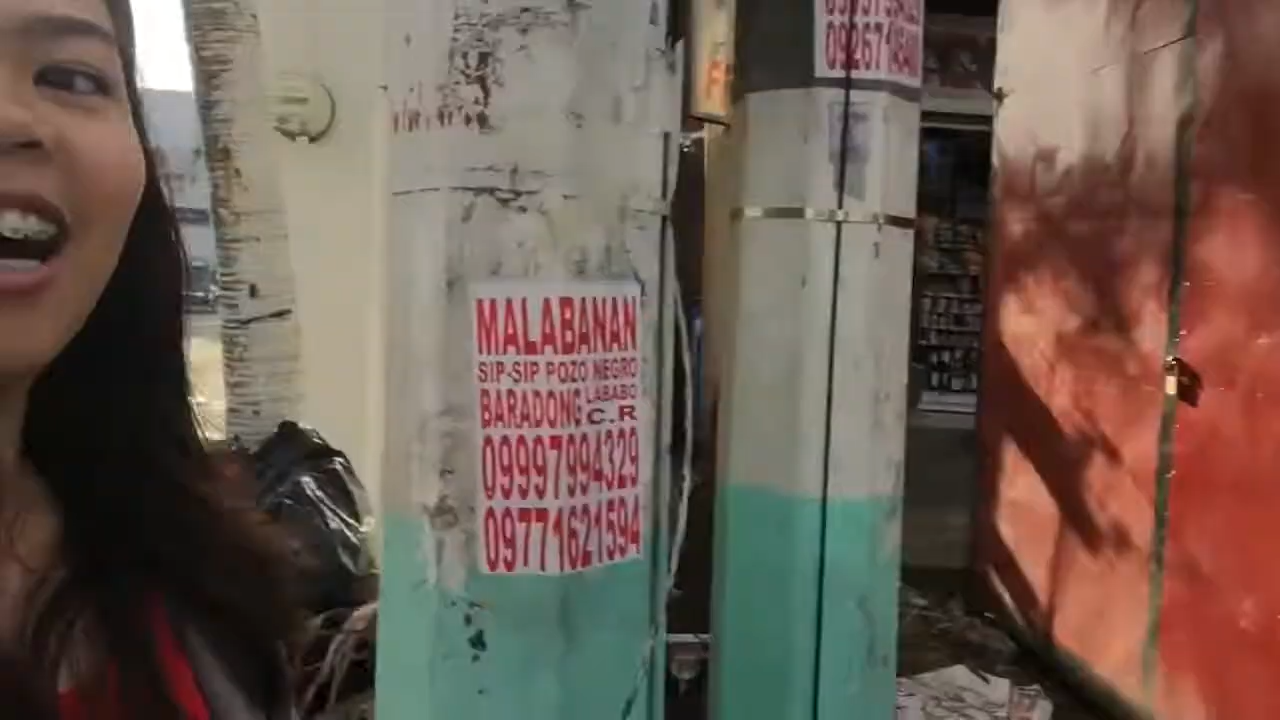 MALABANAN
SIP-SIP POZO NEGRO
BARADONG LABABO
C.R
09997994329
09771621594